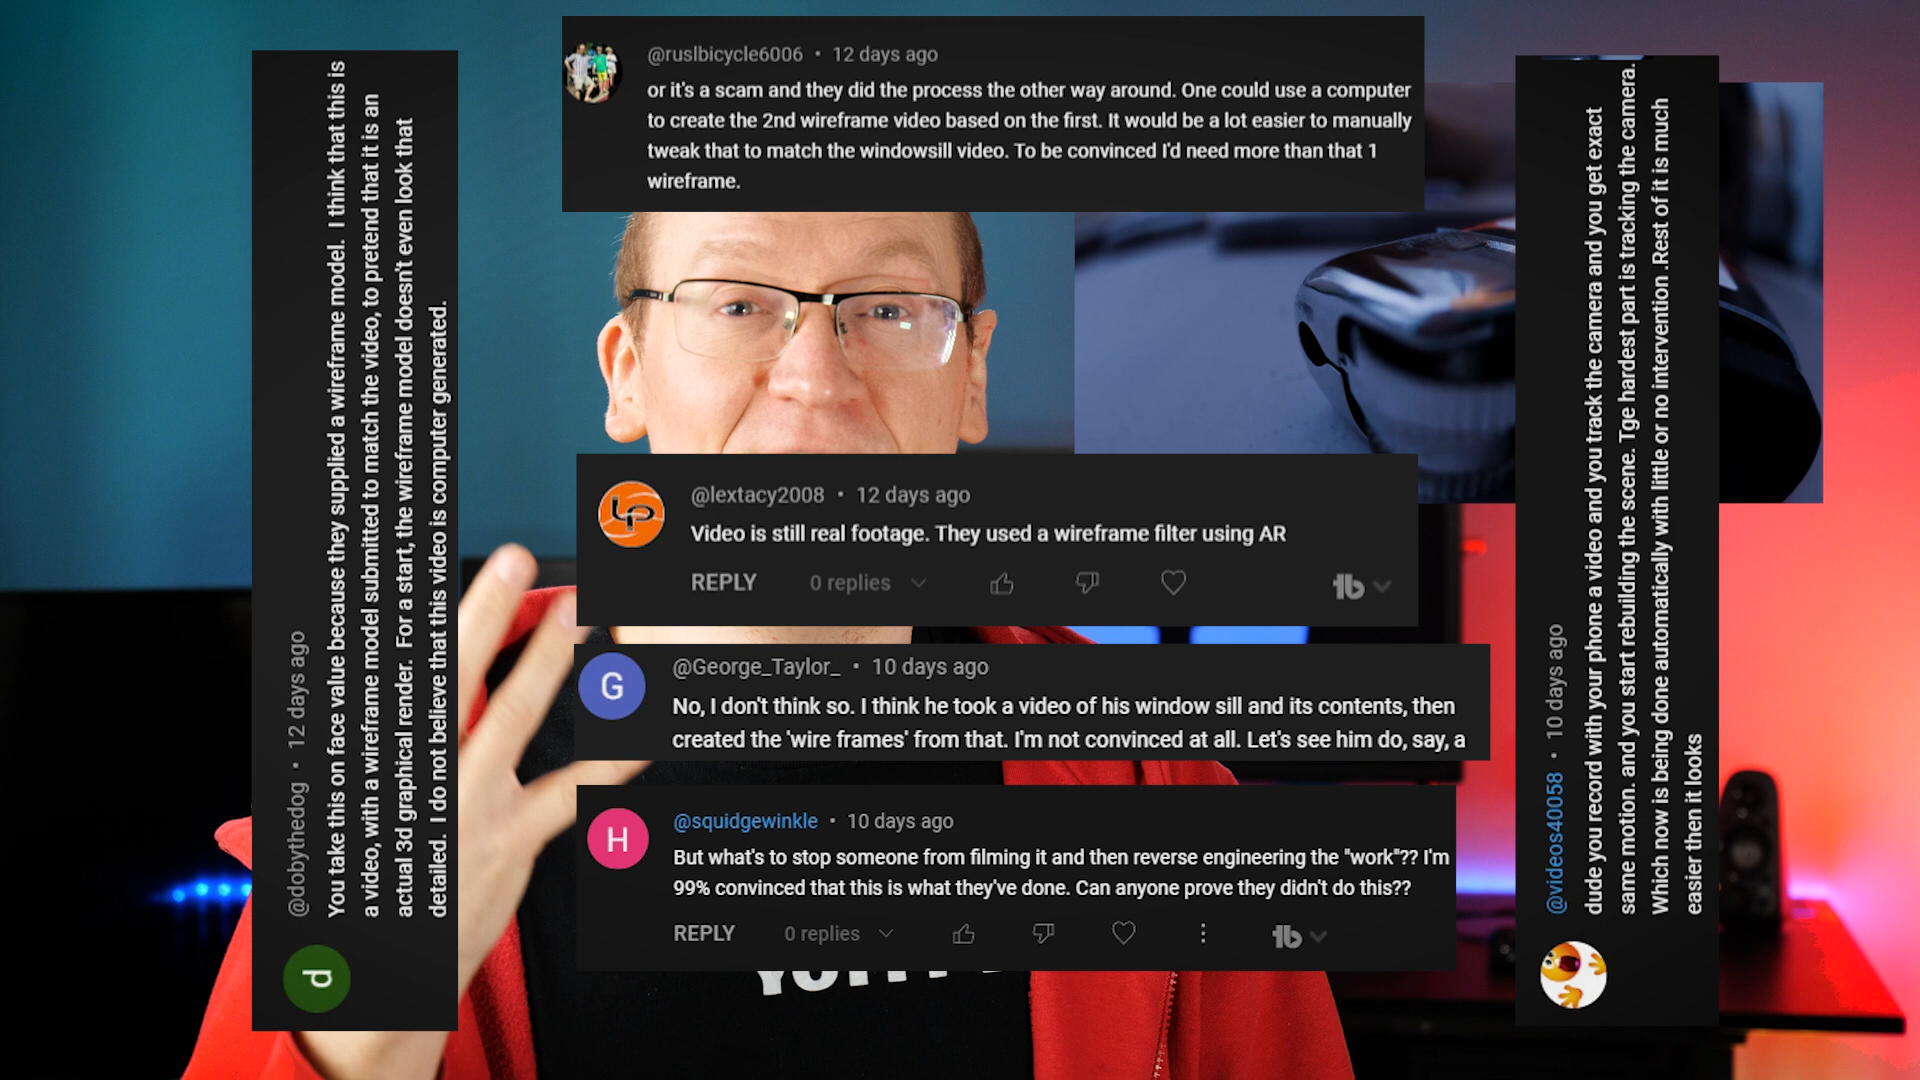 @ruslbicycle6006 • 12 days ago
or it's a scam and they did the process the other way around. One could use a computer
to create the 2nd wireframe video based on the first. It would be a lot easier to manually
tweak that to match the windowsill video. To be convinced I'd need more than that 1
wireframe.
@dobythedog • 12 days ago
You take this on face value because they supplied a wireframe model. I think that this is
a video, with a wireframe model submitted to match the video, to pretend that it is an
actual 3d graphical render. For a start, the wireframe model doesn't even look that
detailed. I do not believe that this video is computer generated.
d
@lextacy2008 • 12 days ago
Video is still real footage. They used a wireframe filter using AR
REPLY 0 replies
@George_Taylor_ • 10 days ago
G
No, I don't think so. I think he took a video of his window sill and its contents, then
created the 'wire frames' from that. I'm not convinced at all. Let's see him do, say, a
@squidgewinkle • 10 days ago
H
But what's to stop someone from filming it and then reverse engineering the "work"?? I'm
99% convinced that this is what they've done. Can anyone prove they didn't do this??
REPLY 0 replies
@videos40058 • 10 days ago
dude you record with your phone a video and you track the camera and you get exact
same motion. and you start rebuilding the scene. Tge hardest part is tracking the camera.
Which now is being done automatically with little or no intervention .Rest of it is much
easier then it looks